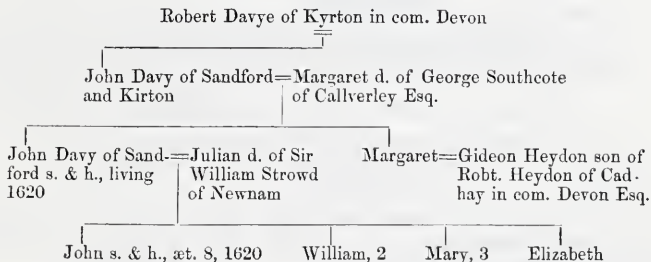 Robert Davye of Kyrton in com. Devon
John Davy of Sandford=Margaret d. of George Southcote
and Kirton of Callverley Esq.
John Davy of Sand-=Julian d. of Sir Margaret=Gideon Heydon son of
ford s. & h., living William Strowd Robt. Heydon of Cad-
1620 of Newnam hay in com. Devon Esq.
John s. & h., æt. 8, 1620 William, 2 Mary, 3 Elizabeth